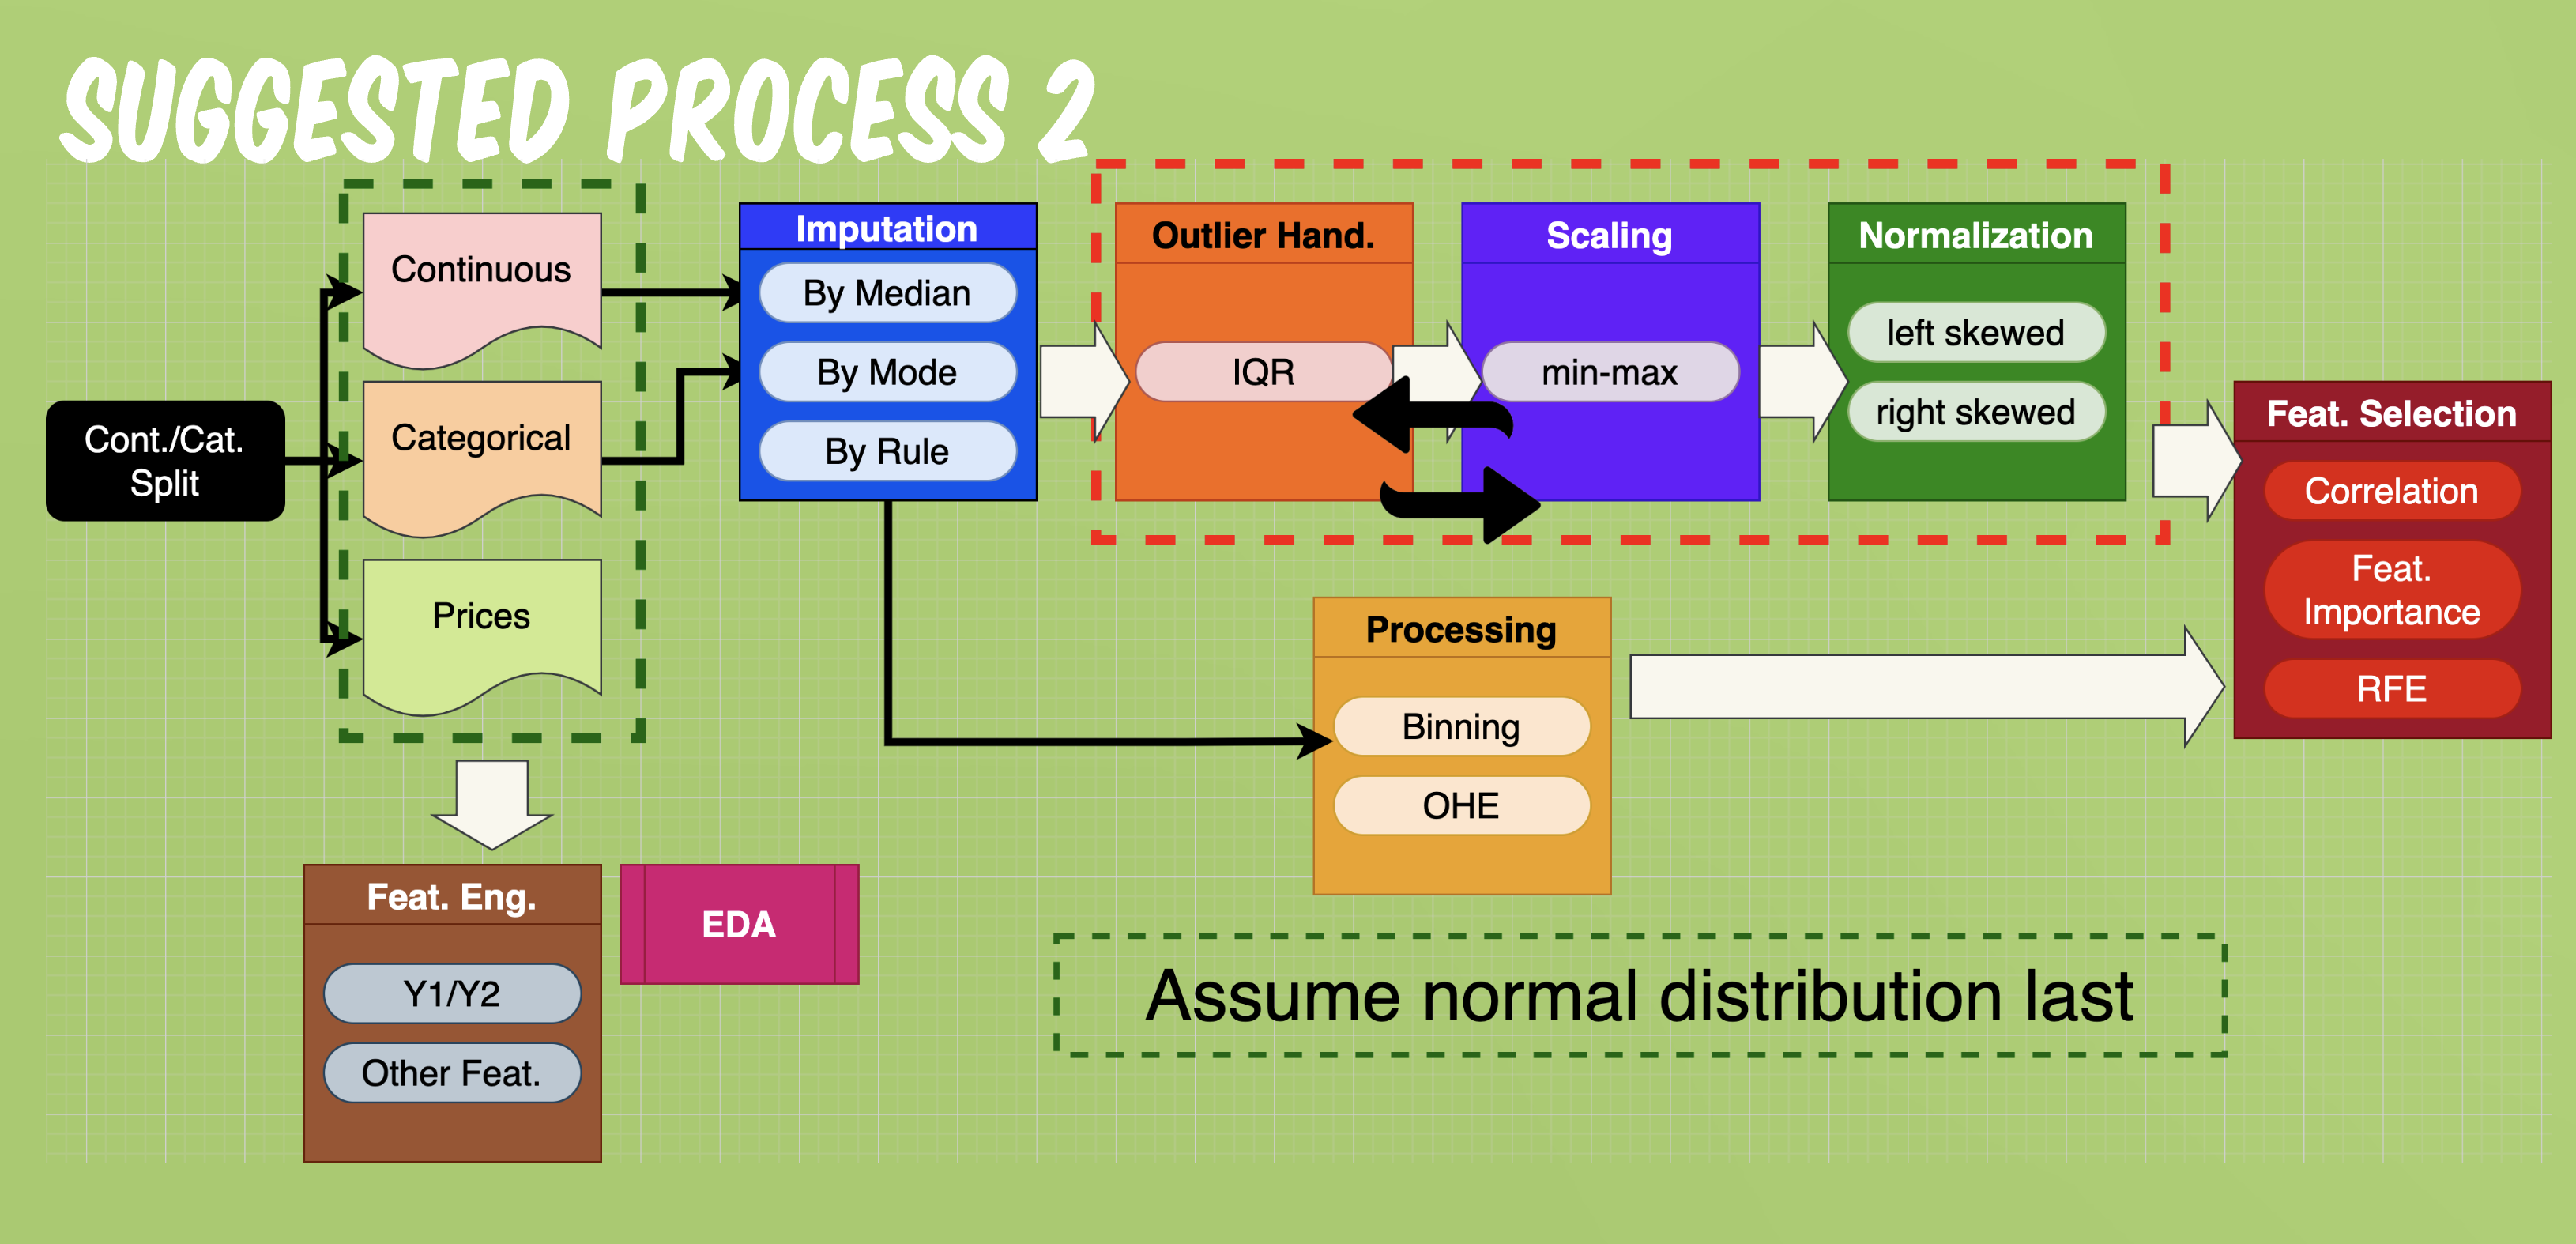 SUGGESTED PROCESS 2
Cont./Cat.
Split
Continuous
Categorical
Prices
Imputation
By Median
By Mode
By Rule
Outlier Hand.
IQR
Scaling
min-max
Normalization
left skewed
right skewed
Feat. Selection
Correlation
Feat.
Importance
RFE
Processing
Binning
OHE
Feat. Eng.
Y1/Y2
Other Feat.
EDA
Assume normal distribution last